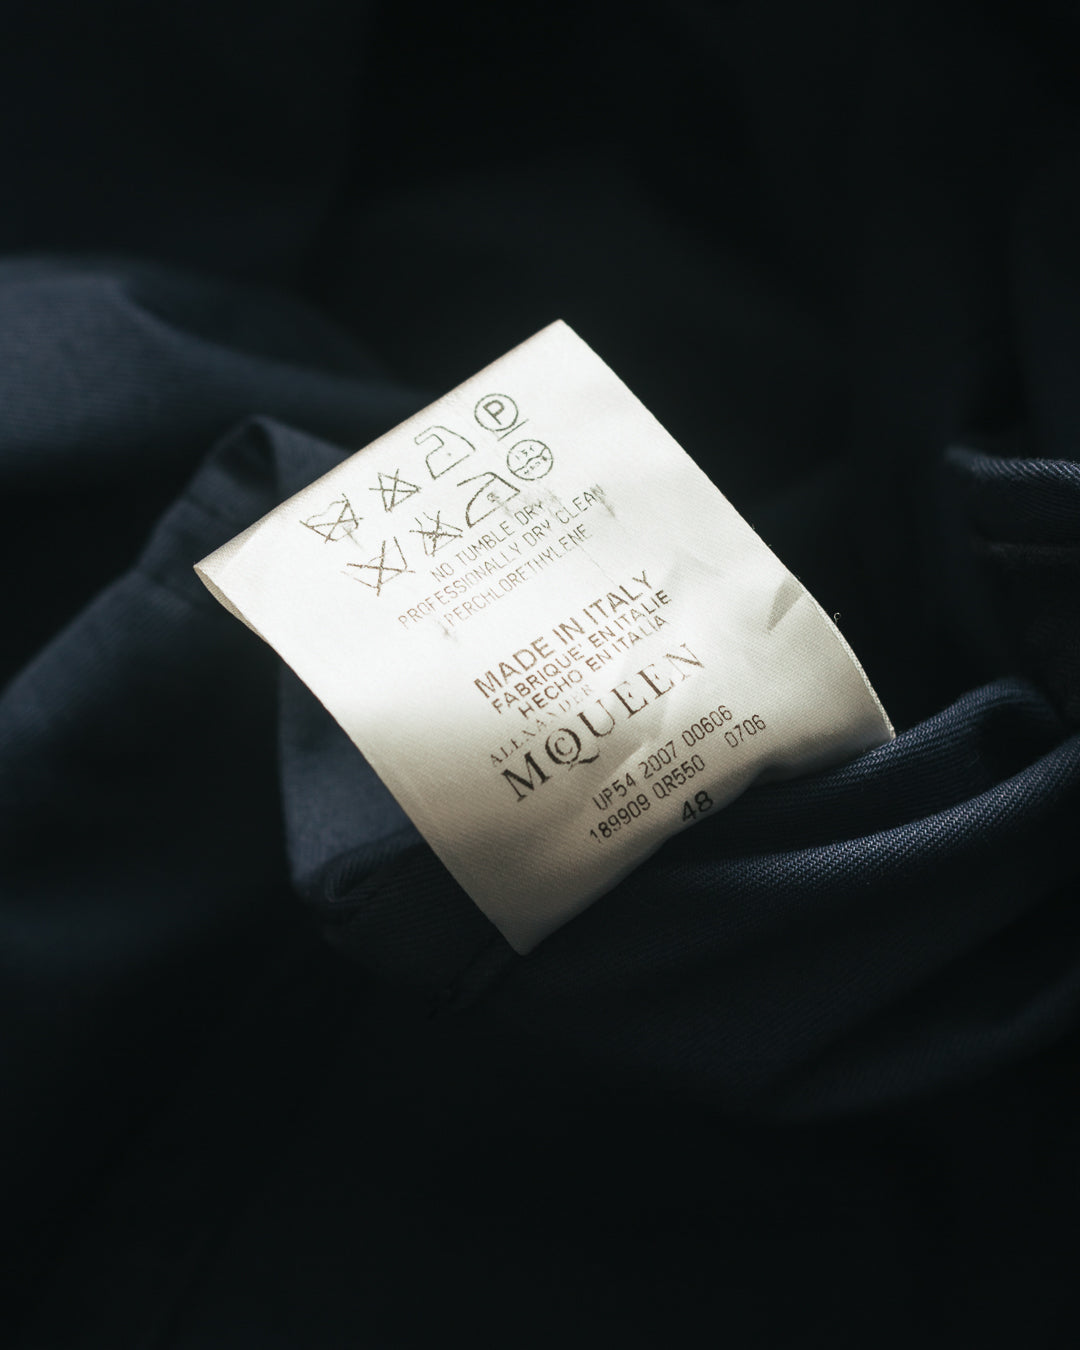 P
NO TUMBLE DRY
PROFESSIONALLY DRY CLEAN
PERCHLORETHYLENE
MADE IN ITALY
FABRIQUE' EN ITALIE
HECHO EN ITALIA
ALEXANDER
MCQUEEN
UP54 2007 00606
189909 QR550 0706
48